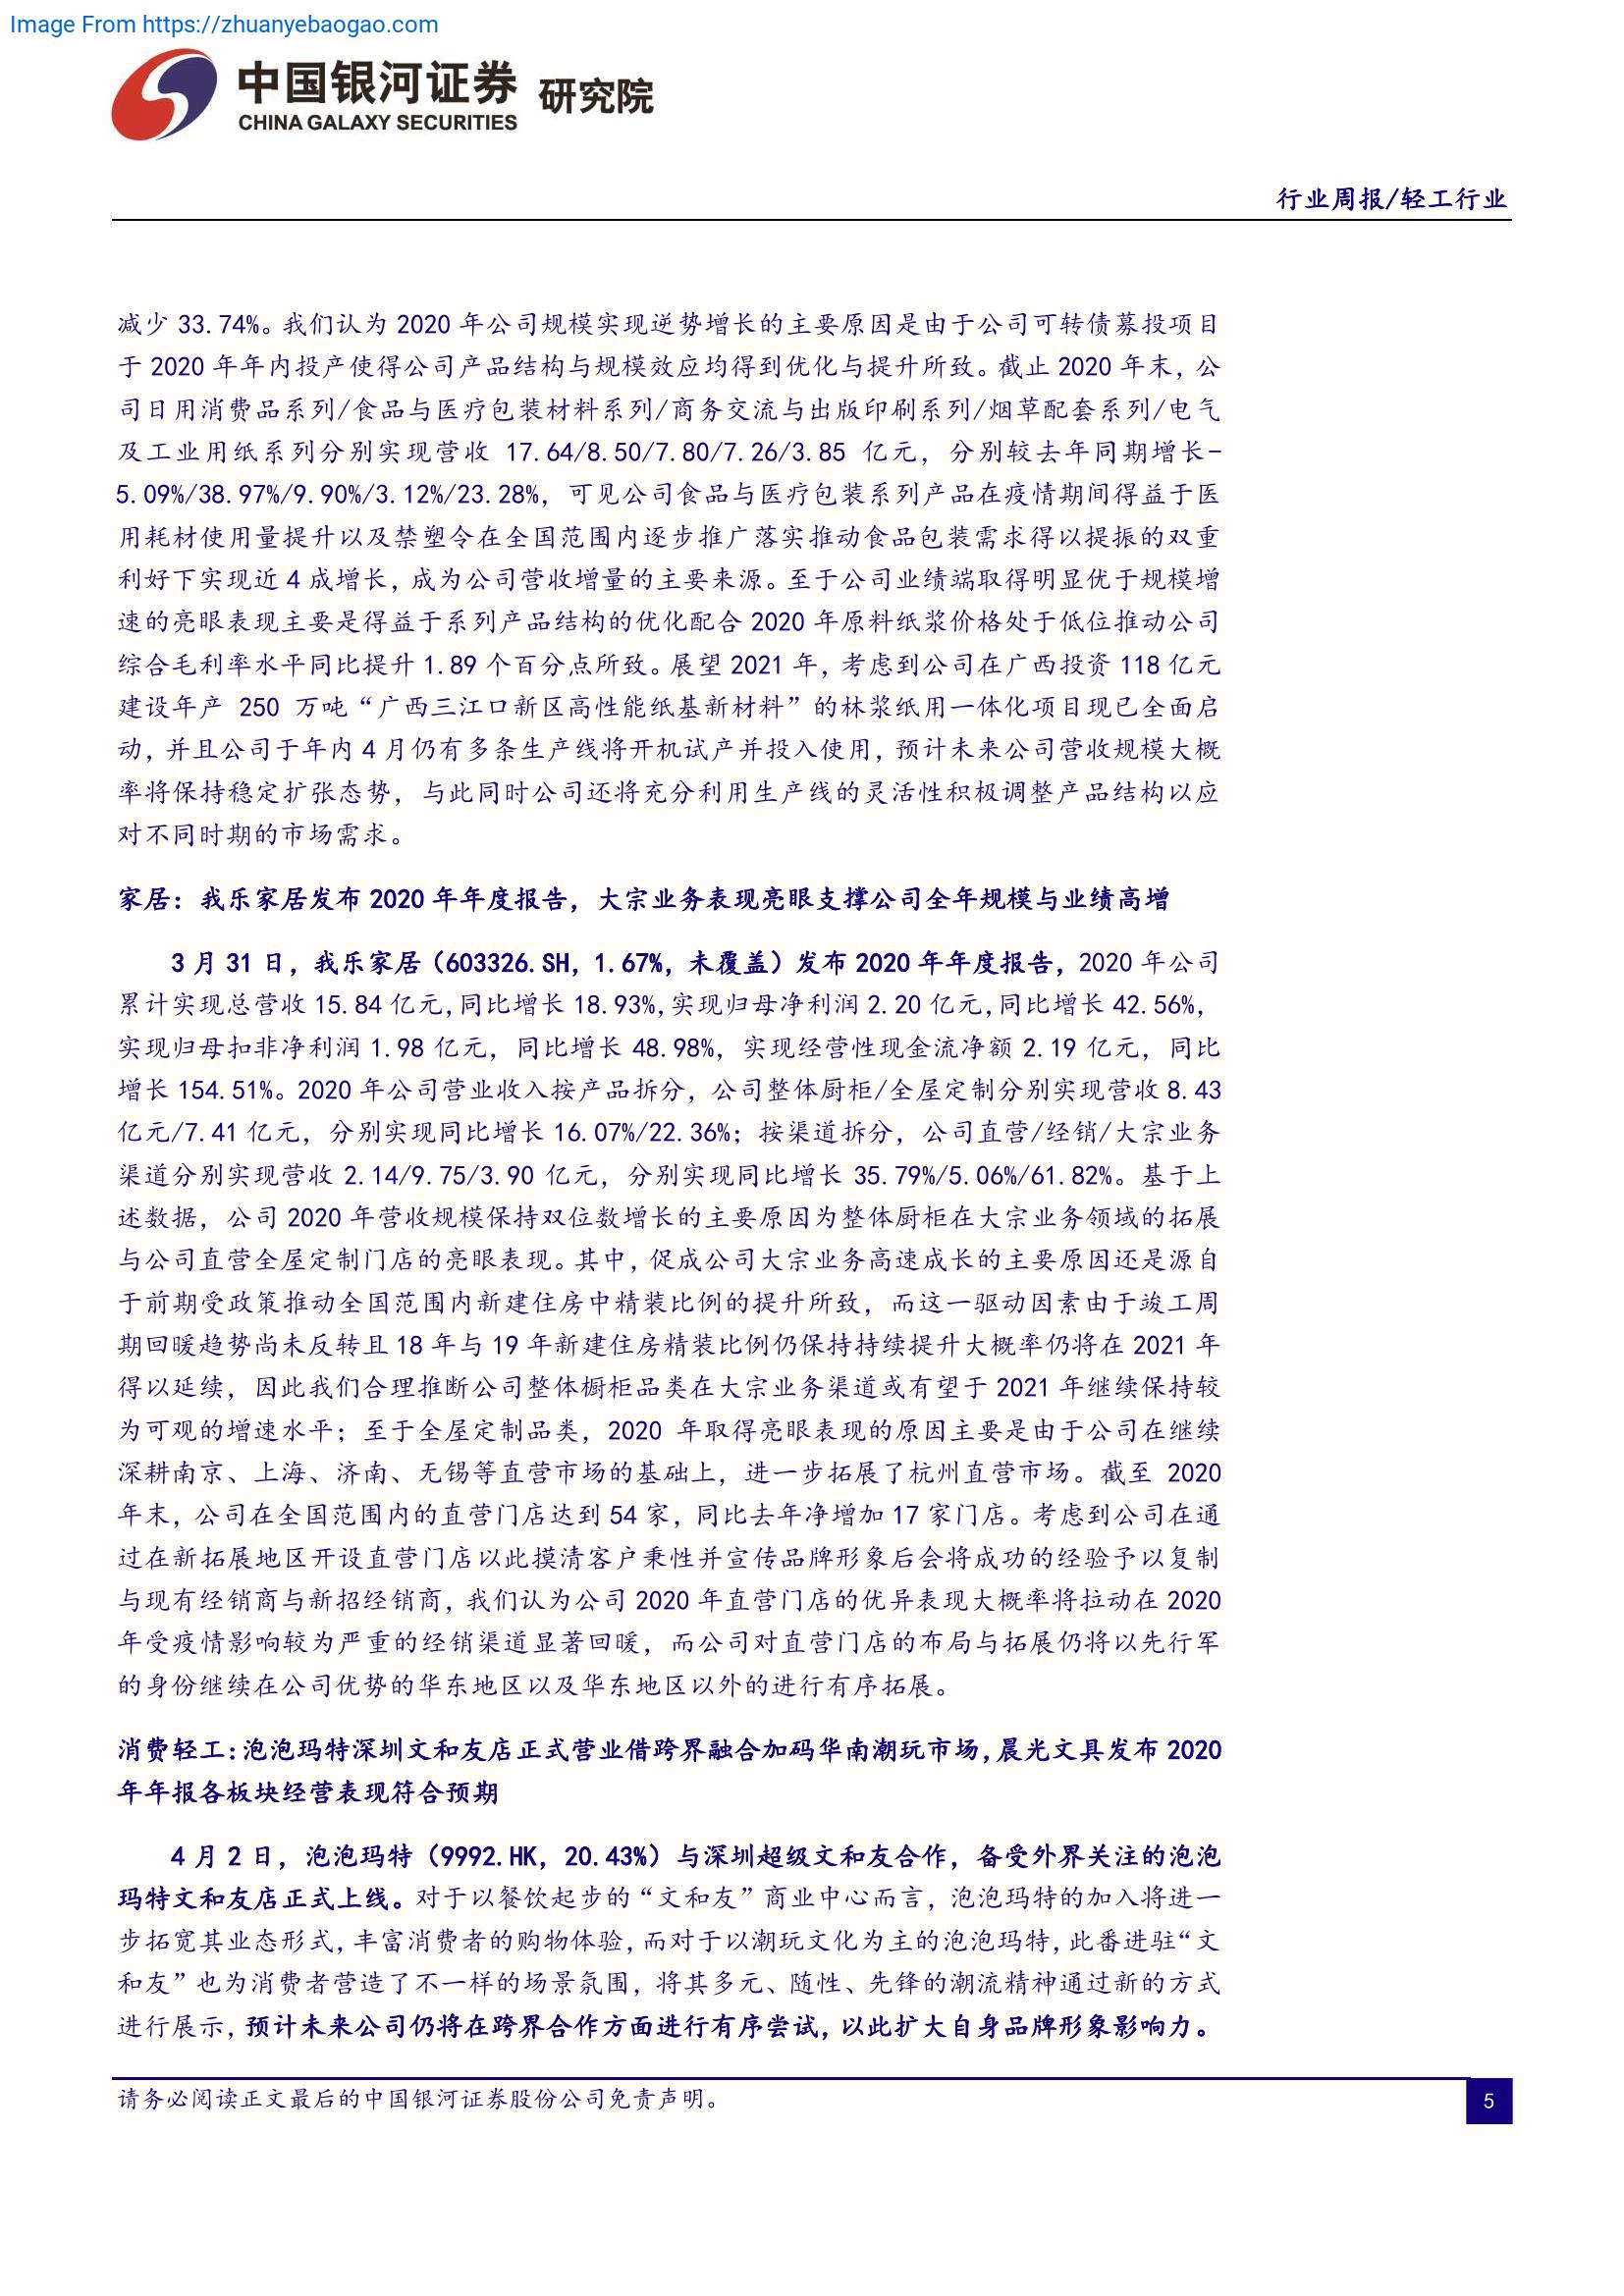 Image From https://zhuanyebaogao.com
中国银河证券 研究院
CHINA GALAXY SECURITIES
行业周报/轻工行业
减少 33.74%。我们认为 2020 年公司规模实现逆势增长的主要原因是由于公司可转债募投项目
于 2020 年年内投产使得公司产品结构与规模效应均得到优化与提升所致。截止 2020 年末，公
司日用消费品系列/食品与医疗包装材料系列/商务交流与出版印刷系列/烟草配套系列/电气
及工业用纸系列分别实现营收 17.64/8.50/7.80/7.26/3.85 亿元，分别较去年同期增长-
5.09%/38.97%/9.90%/3.12%/23.28%，可见公司食品与医疗包装系列产品在疫情期间得益于医
用耗材使用量提升以及禁塑令在全国范围内逐步推广落实推动食品包装需求得以提振的双重
利好下实现近 4 成增长，成为公司营收增量的主要来源。至于公司业绩端取得明显优于规模增
速的亮眼表现主要是得益于系列产品结构的优化配合 2020 年原料纸浆价格处于低位推动公司
综合毛利率水平同比提升 1.89 个百分点所致。展望 2021 年，考虑到公司在广西投资 118 亿元
建设年产 250 万吨“广西三江口新区高性能纸基新材料”的林浆纸用一体化项目现已全面启
动，并且公司于年内 4 月仍有多条生产线将开机试产并投入使用，预计未来公司营收规模大概
率将保持稳定扩张态势，与此同时公司还将充分利用生产线的灵活性积极调整产品结构以应
对不同时期的市场需求。
家居：我乐家居发布 2020 年年度报告，大宗业务表现亮眼支撑公司全年规模与业绩高增
3 月 31 日，我乐家居（603326.SH，1.67%，未覆盖）发布 2020 年年度报告，2020 年公司
累计实现总营收 15.84 亿元，同比增长 18.93%，实现归母净利润 2.20 亿元，同比增长 42.56%，
实现归母扣非净利润 1.98 亿元，同比增长 48.98%，实现经营性现金流净额 2.19 亿元，同比
增长 154.51%。2020 年公司营业收入按产品拆分，公司整体厨柜/全屋定制分别实现营收 8.43
亿元/7.41 亿元，分别实现同比增长 16.07%/22.36%；按渠道拆分，公司直营/经销/大宗业务
渠道分别实现营收 2.14/9.75/3.90 亿元，分别实现同比增长 35.79%/5.06%/61.82%。基于上
述数据，公司 2020 年营收规模保持双位数增长的主要原因为整体厨柜在大宗业务领域的拓展
与公司直营全屋定制门店的亮眼表现。其中，促成公司大宗业务高速成长的主要原因还是源自
于前期受政策推动全国范围内新建住房中精装比例的提升所致，而这一驱动因素由于竣工周
期回暖趋势尚未反转且 18 年与 19 年新建住房精装比例仍保持持续提升大概率仍将在 2021 年
得以延续，因此我们合理推断公司整体橱柜品类在大宗业务渠道或有望于 2021 年继续保持较
为可观的增速水平；至于全屋定制品类，2020 年取得亮眼表现的原因主要是由于公司在继续
深耕南京、上海、济南、无锡等直营市场的基础上，进一步拓展了杭州直营市场。截至 2020
年末，公司在全国范围内的直营门店达到 54 家，同比去年净增加 17 家门店。考虑到公司在通
过在新拓展地区开设直营门店以此摸清客户秉性并宣传品牌形象后会将成功的经验予以复制
与现有经销商与新招经销商，我们认为公司 2020 年直营门店的优异表现大概率将拉动在 2020
年受疫情影响较为严重的经销渠道显著回暖，而公司对直营门店的布局与拓展仍将以先行军
的身份继续在公司优势的华东地区以及华东地区以外的进行有序拓展。
消费轻工：泡泡玛特深圳文和友店正式营业借跨界融合加码华南潮玩市场，晨光文具发布 2020
年年报各板块经营表现符合预期
4 月 2 日，泡泡玛特（9992.HK，20.43%）与深圳超级文和友合作，备受外界关注的泡泡
玛特文和友店正式上线。对于以餐饮起步的“文和友”商业中心而言，泡泡玛特的加入将进一
步拓宽其业态形式，丰富消费者的购物体验，而对于以潮玩文化为主的泡泡玛特，此番进驻“文
和友”也为消费者营造了不一样的场景氛围，将其多元、随性、先锋的潮流精神通过新的方式
进行展示，预计未来公司仍将在跨界合作方面进行有序尝试，以此扩大自身品牌形象影响力。
请务必阅读正文最后的中国银河证券股份公司免责声明。
5